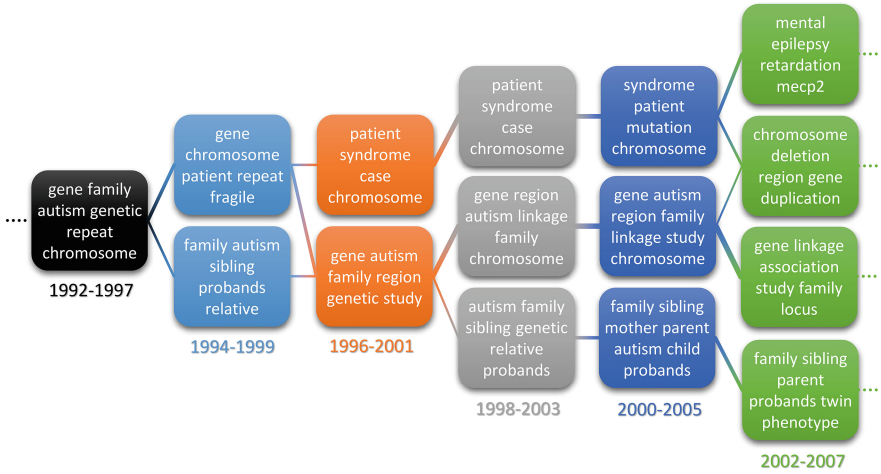 gene family
autism genetic
repeat
chromosome
1992-1997
gene
chromosome
patient repeat
fragile
family autism
sibling
probands
relative
1994-1999
patient
syndrome
case
chromosome
gene autism
family region
genetic study
1996-2001
patient
syndrome
case
chromosome
gene region
autism linkage
family
chromosome
autism family
sibling genetic
relative
probands
1998-2003
syndrome
patient
mutation
chromosome
gene autism
region family
linkage study
chromosome
family sibling
mother parent
autism child
probands
2000-2005
mental
epilepsy
retardation
mecp2
chromosome
deletion
region gene
duplication
gene linkage
association
study family
locus
family sibling
parent
probands twin
phenotype
2002-2007